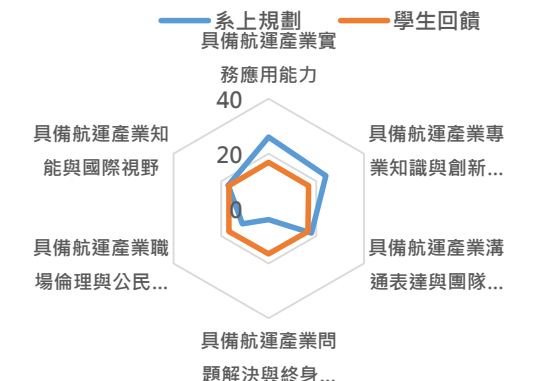 系上規劃 學生回饋
具備航運產業實
務應用能力
40
20
0
具備航運產業專
業知識與創新...
具備航運產業溝
通表達與團隊...
具備航運產業問
題解決與終身...
具備航運產業職
場倫理與公民...
具備航運產業知
能與國際視野